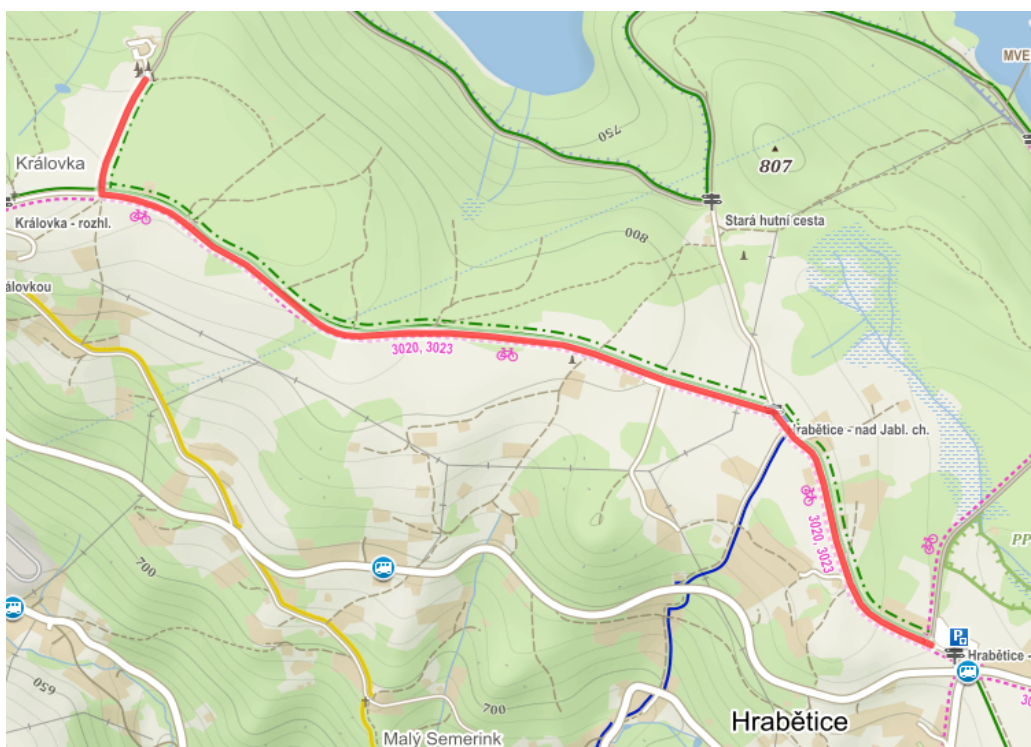 MVE
750
807
Královka
Královka - rozhl.
Stará hutní cesta
800
álovkou
3020, 3023
Hrabětice - nad Jabl. ch.
3020, 3023
PP
700
P
Hrabětice -
650
700
30
Hrabětice
Malý Semerink